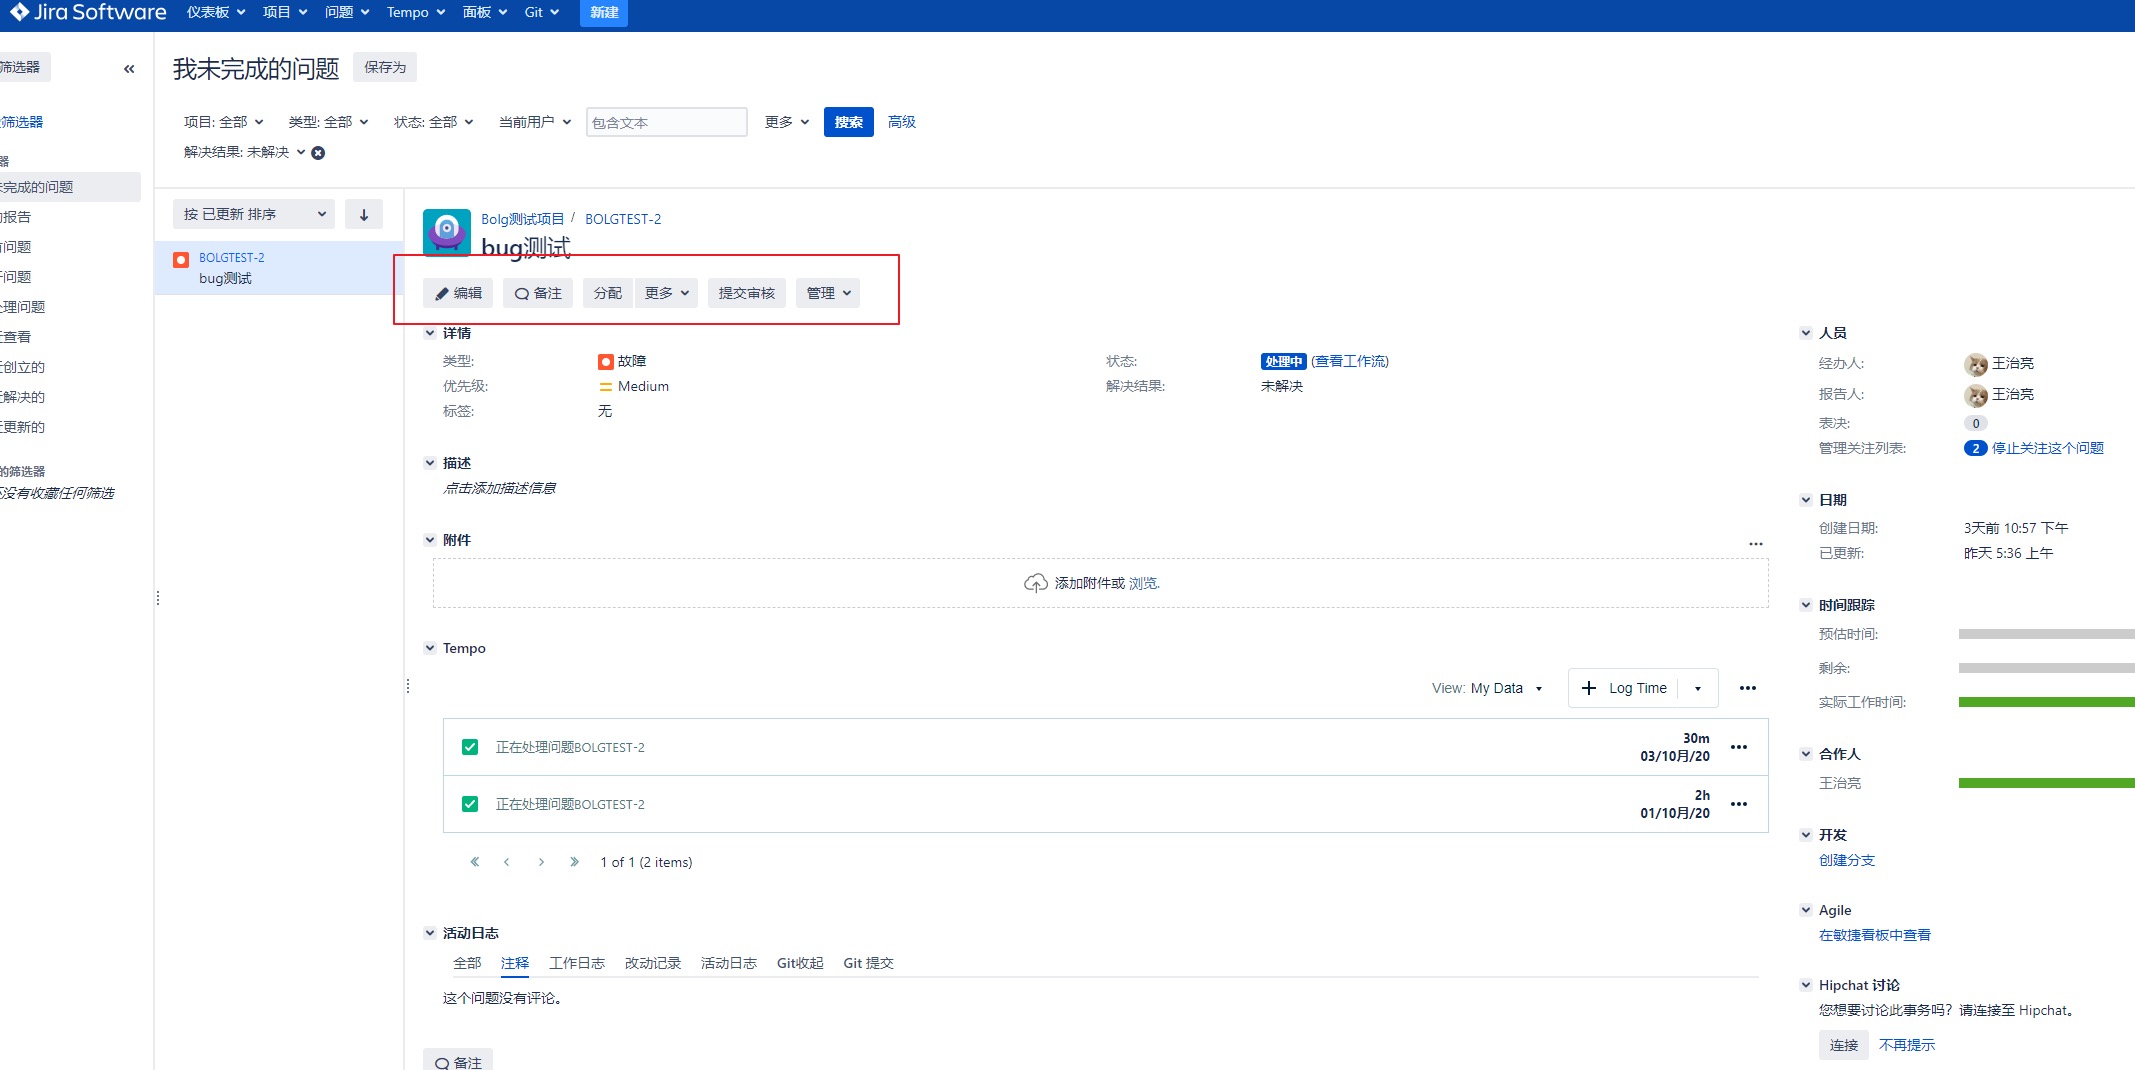 Jira Software 仪表板 项目 问题 Tempo 面板 Git 新建
筛选器
我未完成的问题 保存为
筛选器
项目: 全部 类型: 全部 状态: 全部 当前用户 包含文本 更多 搜索 高级
解决结果: 未解决
器
未完成的问题
的报告
有问题
开问题
处理问题
近查看
近创立的
近解决的
近更新的
的筛选器
还没有收藏任何筛选
按 已更新 排序
BOLGTEST-2
bug测试
Bolg测试项目 / BOLGTEST-2
bug测试
编辑 备注 分配 更多 提交审核 管理
详情
类型: 故障
优先级: Medium
标签: 无
状态: 处理中 (查看工作流)
解决结果: 未解决
描述
点击添加描述信息
附件
添加附件或 浏览.
Tempo
View: My Data Log Time
正在处理问题BOLGTEST-2 30m
03/10月/20
正在处理问题BOLGTEST-2 2h
01/10月/20
1 of 1 (2 items)
活动日志
全部 注释 工作日志 改动记录 活动日志 Git收起 Git 提交
这个问题没有评论。
备注
人员
经办人: 王治亮
报告人: 王治亮
表决: 0
管理关注列表: 2 停止关注这个问题
日期
创建日期: 3天前 10:57 下午
已更新: 昨天 5:36 上午
时间跟踪
预估时间:
剩余:
实际工作时间:
合作人
王治亮
开发
创建分支
Agile
在敏捷看板中查看
Hipchat 讨论
您想要讨论此事务吗？请连接至 Hipchat。
连接 不再提示